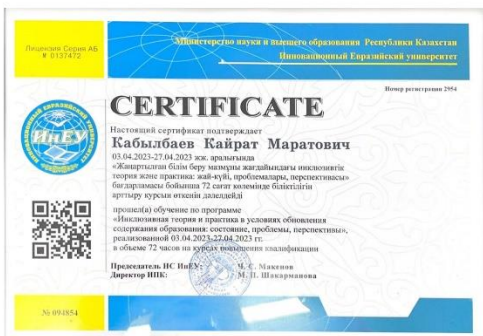 Лицензия Серия АБ
№ 0137472
Министерство науки и высшего образования Республики Казахстан
Инновационный Евразийский университет
Номер регистрации 2954
CERTIFICATE
Настоящий сертификат подтверждает
Кабылбаев Кайрат Маратович
03.04.2023-27.04.2023 жж. аралығында
«Жаңартылған білім беру мазмұны жағдайындағы инклюзивтік
теория және практика: жай-күйі, проблемалары, перспективасы»
бағдарламасы бойынша 72 сағат көлемінде біліктілігін
арттыру курсын өткенін дәлелдейді
прошел(а) обучение по программе
«Инклюзивная теория и практика в условиях обновления
содержания образования: состояние, проблемы, перспективы»,
реализованной 03.04.2023-27.04.2023 гг.
в объеме 72 часов на курсах повышения квалификации
Председатель НС ИнЕУ: Ч. С. Макенов
Директор ИПК: М. П. Шакарманова
ИнЕУ
№ 094854